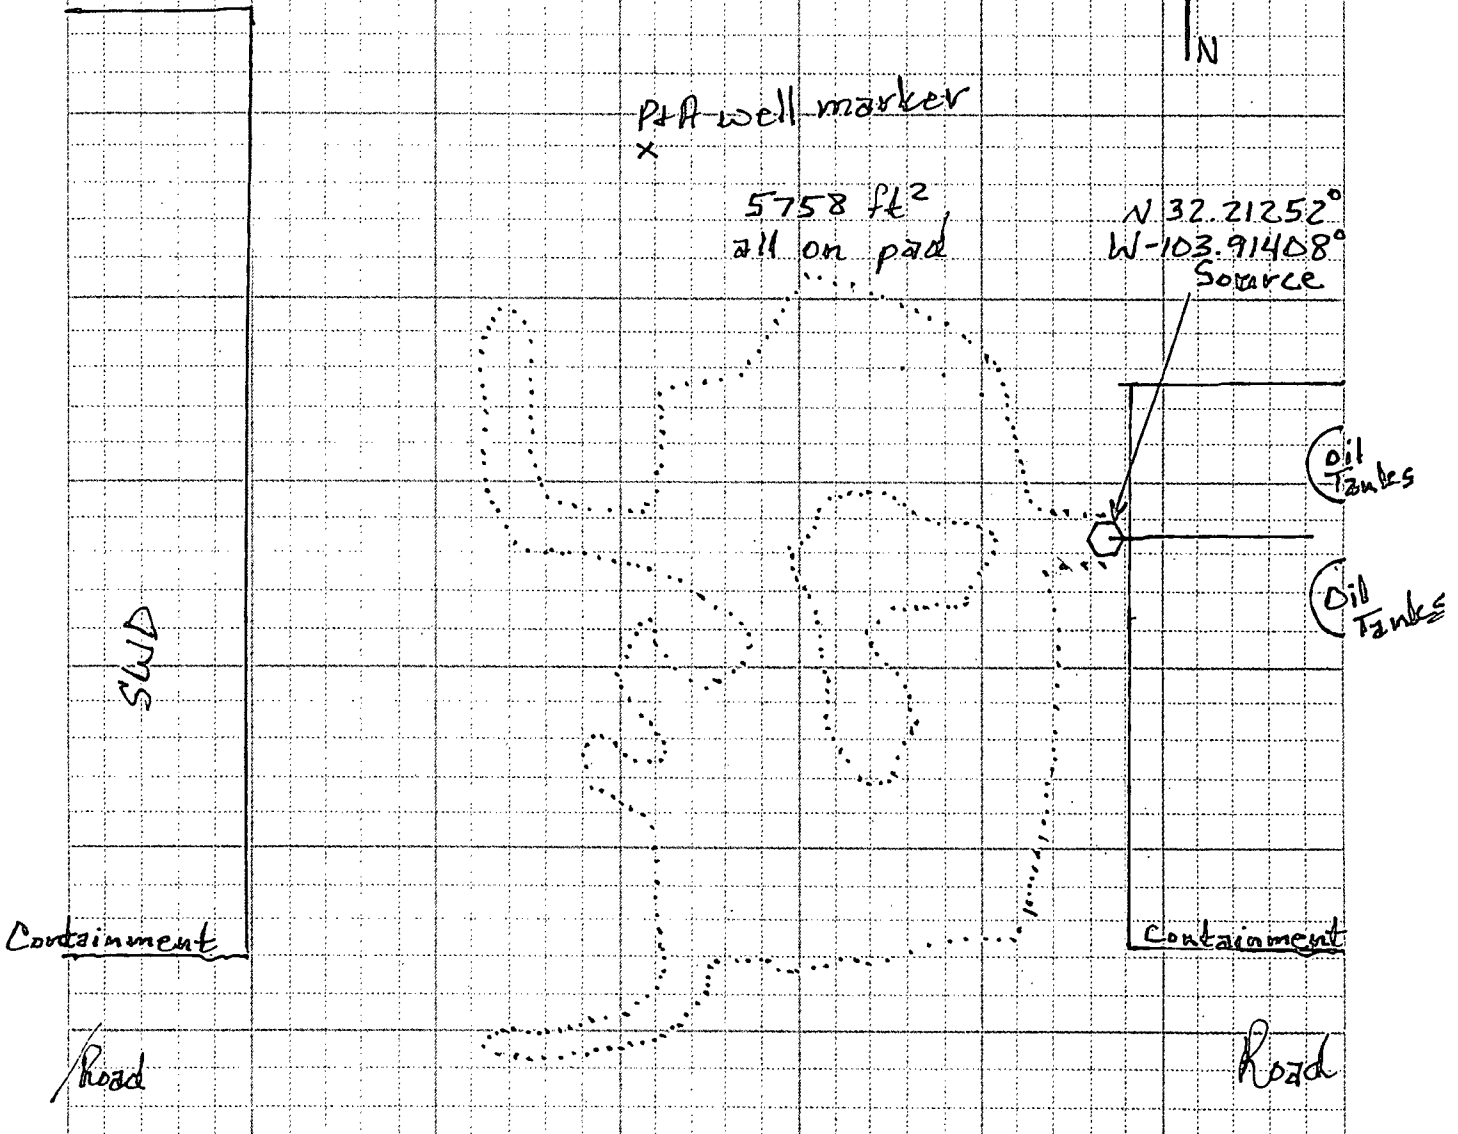 N
P+A well marker
x
5758 ft²
all on pad
N 32.21252°
W-103.91408°
Source
Oil
Tanks
Oil
Tanks
SWD
Containment
Containment
Road
Road